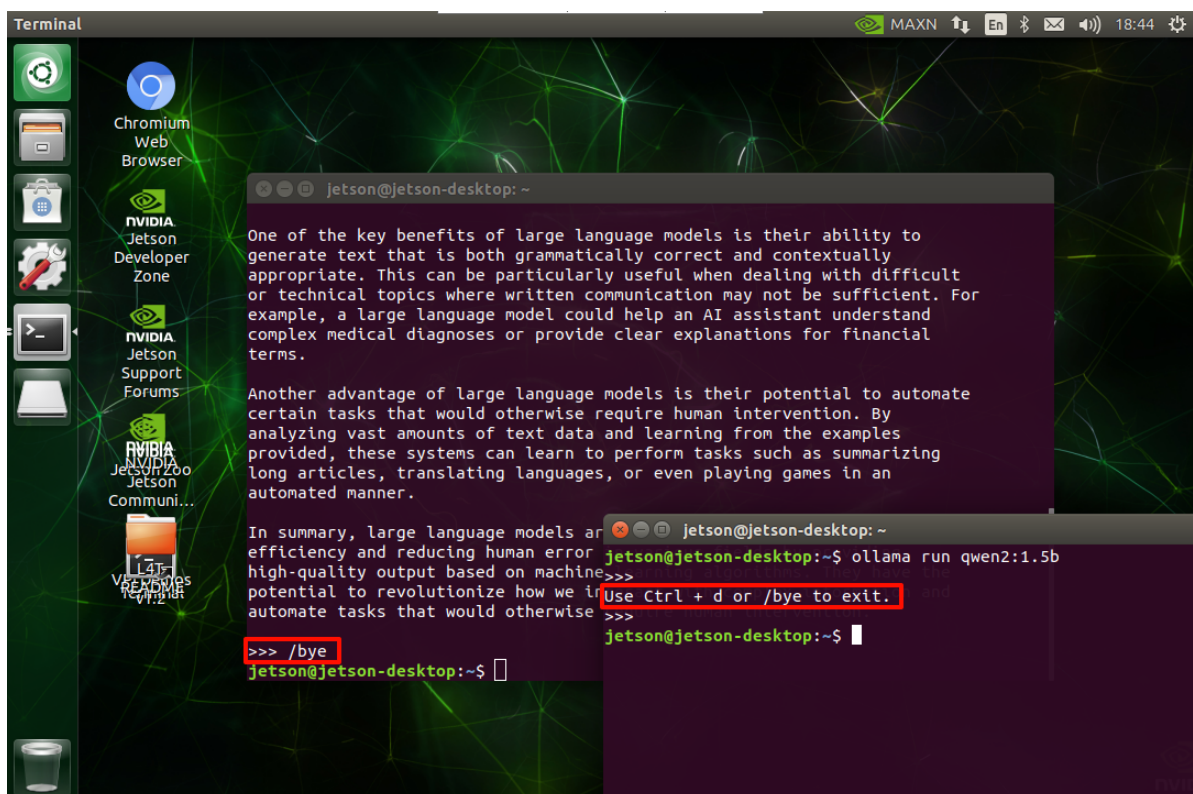 Terminal
MAXN
En
18:44
Chromium
Web
Browser
NVIDIA
Jetson
Developer
Zone
NVIDIA
Jetson
Support
Forums
NVIDIA
Jetson
Communi...
L4T-
README
jetson@jetson-desktop: ~
One of the key benefits of large language models is their ability to
generate text that is both grammatically correct and contextually
appropriate. This can be particularly useful when dealing with difficult
or technical topics where written communication may not be sufficient. For
example, a large language model could help an AI assistant understand
complex medical diagnoses or provide clear explanations for financial
terms.
Another advantage of large language models is their potential to automate
certain tasks that would otherwise require human intervention. By
analyzing vast amounts of text data and learning from the examples
provided, these systems can learn to perform tasks such as summarizing
long articles, translating languages, or even playing games in an
automated manner.
In summary, large language models ar
efficiency and reducing human error
high-quality output based on machine
potential to revolutionize how we in
automate tasks that would otherwise
>>> /bye
jetson@jetson-desktop:~$
jetson@jetson-desktop: ~
jetson@jetson-desktop:~$ ollama run qwen2:1.5b
>>>
Use Ctrl + d or /bye to exit.
>>>
jetson@jetson-desktop:~$